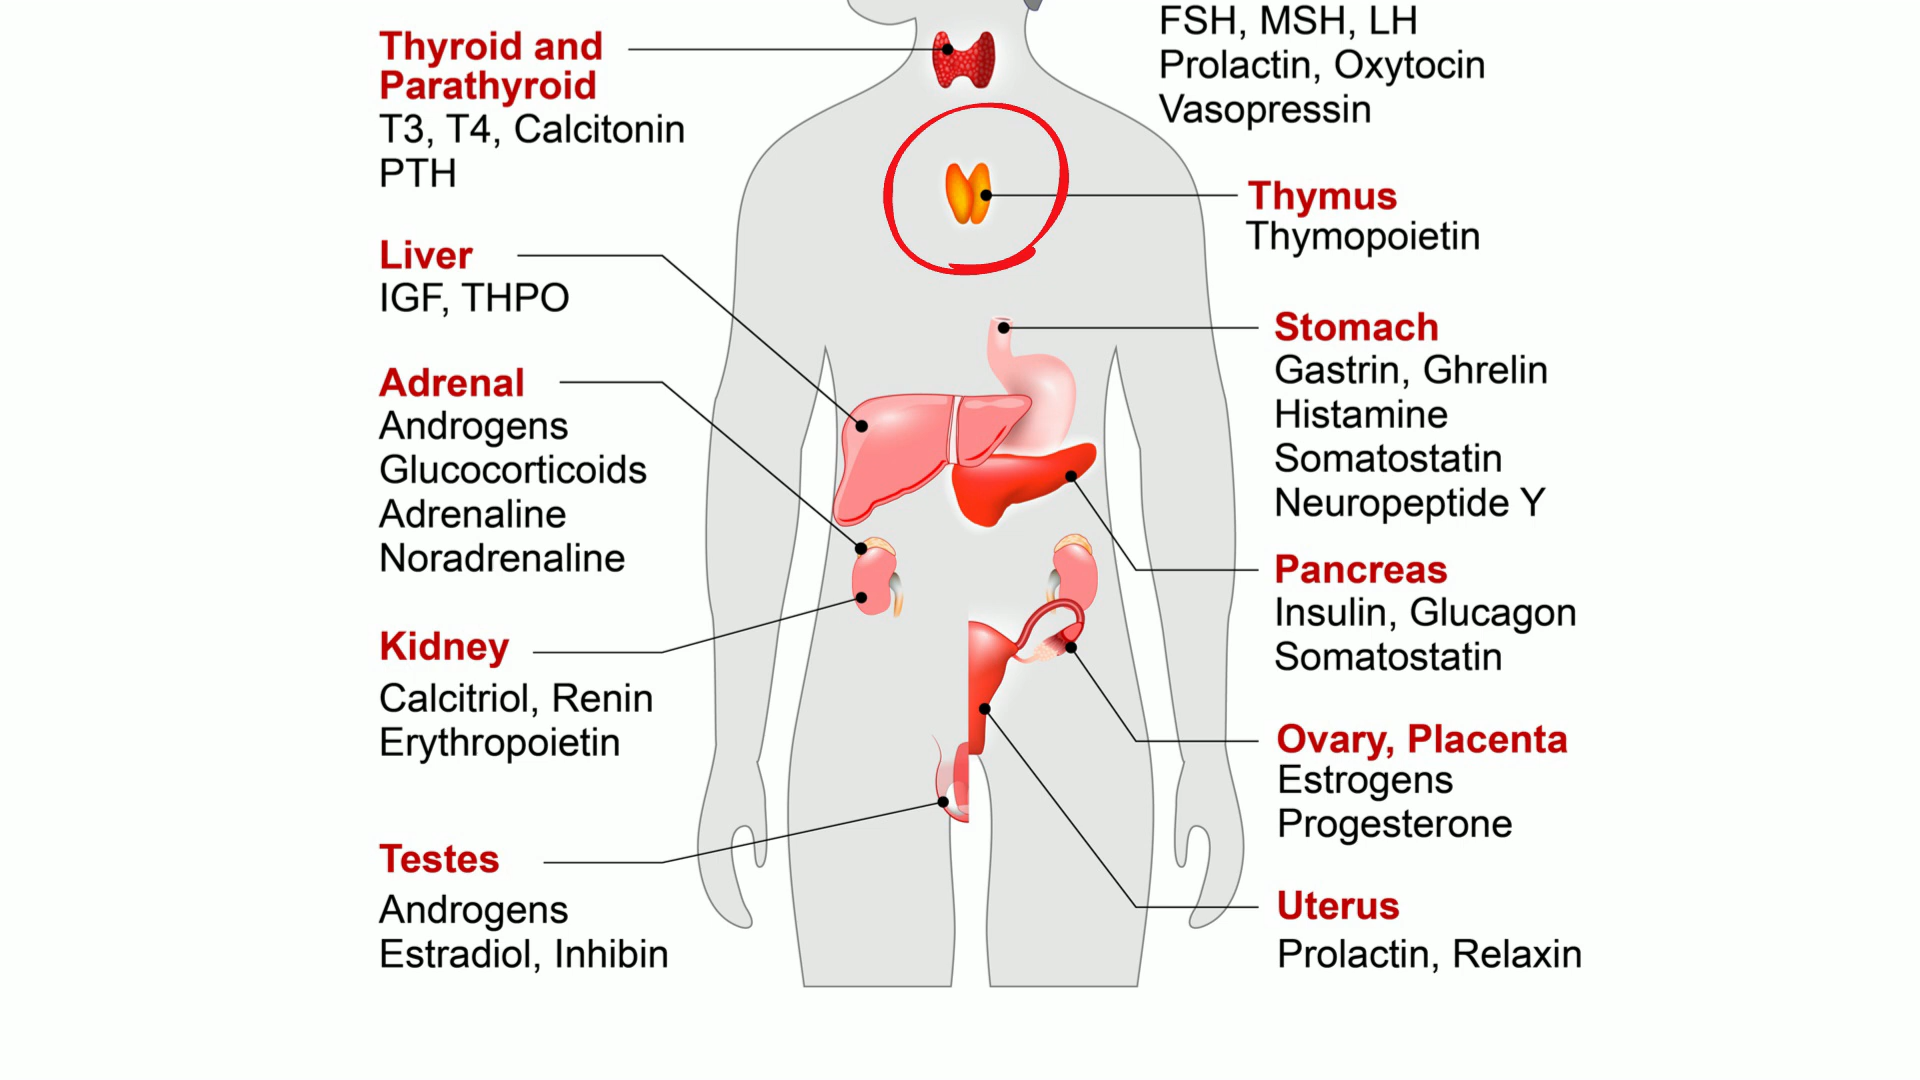 Thyroid and
Parathyroid
T3, T4, Calcitonin
PTH
Liver
IGF, THPO
Adrenal
Androgens
Glucocorticoids
Adrenaline
Noradrenaline
Kidney
Calcitriol, Renin
Erythropoietin
Testes
Androgens
Estradiol, Inhibin
FSH, MSH, LH
Prolactin, Oxytocin
Vasopressin
Thymus
Thymopoietin
Stomach
Gastrin, Ghrelin
Histamine
Somatostatin
Neuropeptide Y
Pancreas
Insulin, Glucagon
Somatostatin
Ovary, Placenta
Estrogens
Progesterone
Uterus
Prolactin, Relaxin